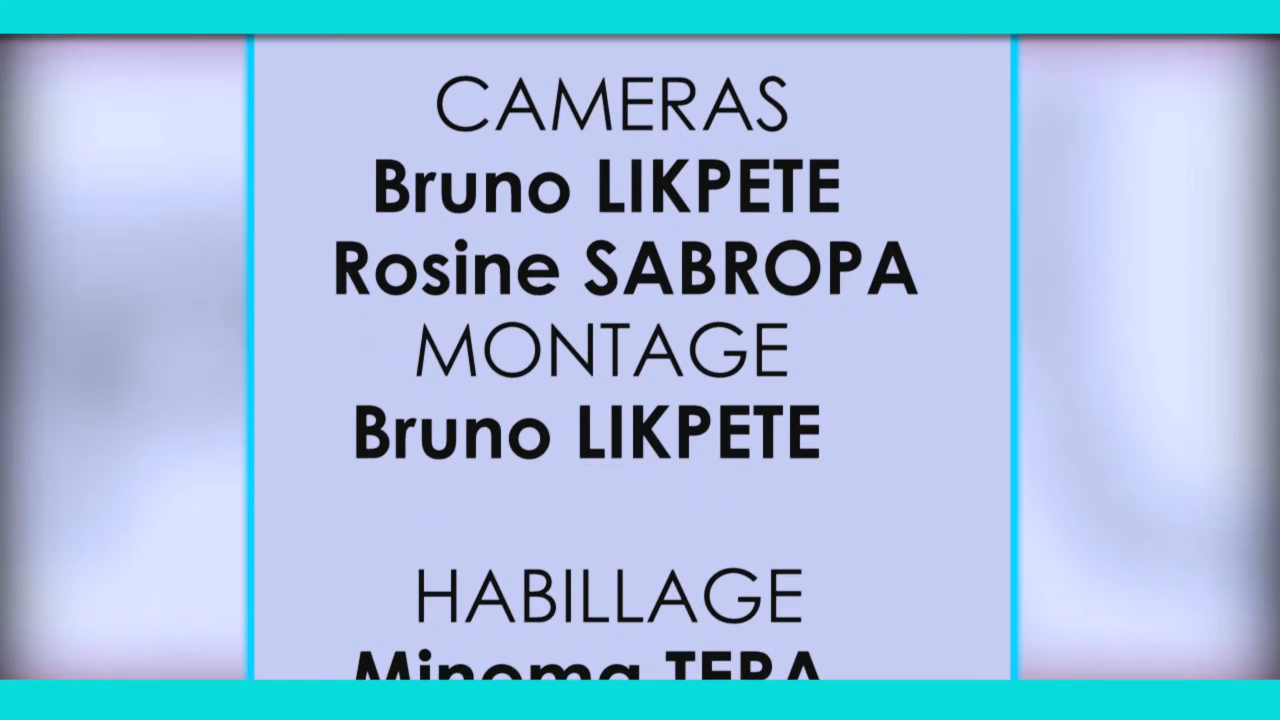 CAMERAS
Bruno LIKPETE
Rosine SABROPA
MONTAGE
Bruno LIKPETE
HABILLAGE